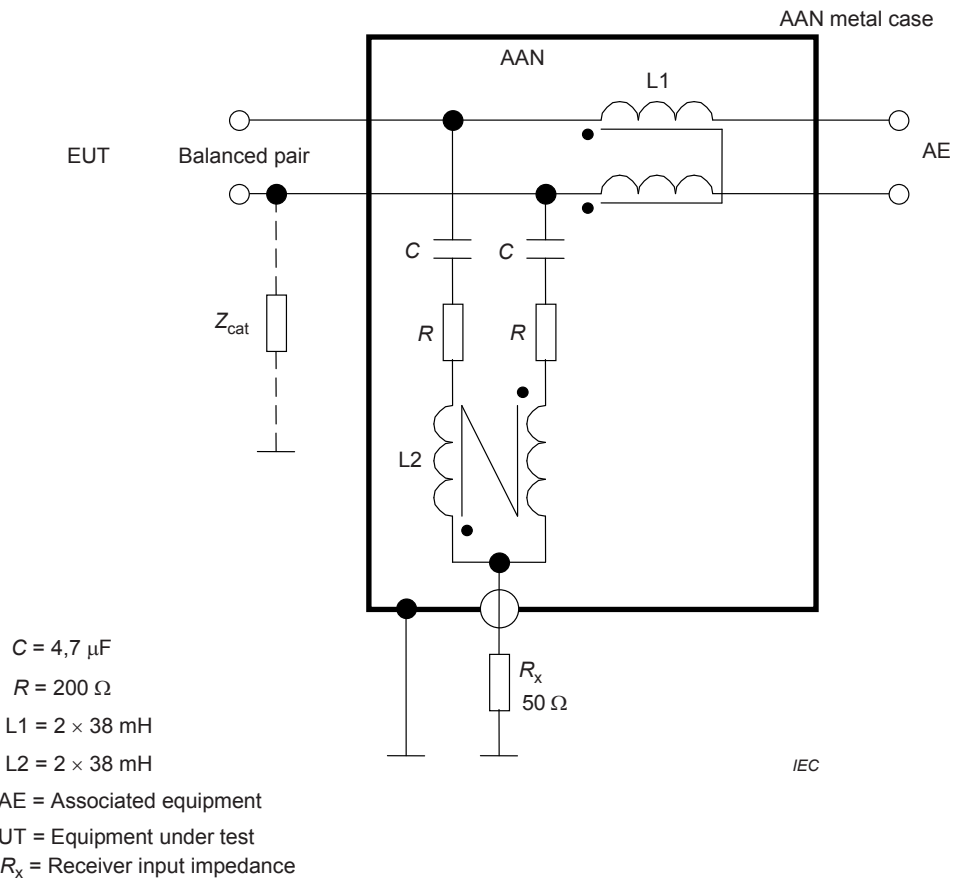 AAN metal case
AAN
L1
EUT
Balanced pair
AE
C
C
Zcat
R
R
L2
C = 4,7 μF
R = 200 Ω
L1 = 2 × 38 mH
L2 = 2 × 38 mH
AE = Associated equipment
UT = Equipment under test
Rx = Receiver input impedance
Rx
50 Ω
IEC